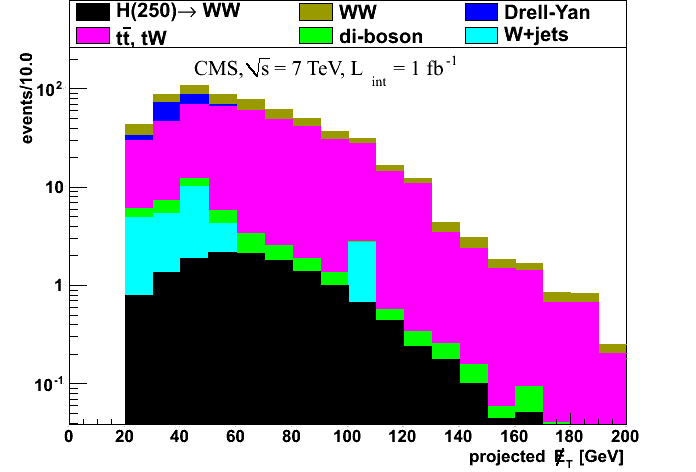 H(250)→ WW WW Drell-Yan
tt̄, tW di-boson W+jets
CMS, √s = 7 TeV, L int = 1 fb⁻¹
events/10.0
10²
10
1
10⁻¹
0 20 40 60 80 100 120 140 160 180 200
projected E̸_T [GeV]